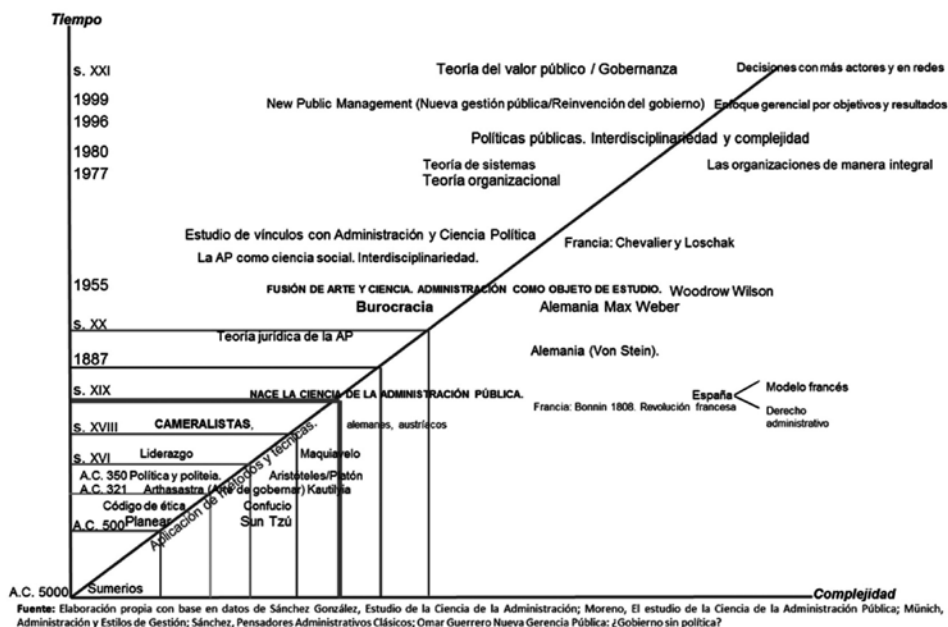 Tiempo
s. XXI Teoría del valor público / Gobernanza Decisiones con más actores y en redes
1999 New Public Management (Nueva gestión pública/Reinvención del gobierno) Enfoque gerencial por objetivos y resultados
1996
Políticas públicas. Interdisciplinariedad y complejidad
1980 Teoría de sistemas Las organizaciones de manera integral
1977 Teoría organizacional
Estudio de vínculos con Administración y Ciencia Política Francia: Chevalier y Loschak
La AP como ciencia social. Interdisciplinariedad.
1955 FUSIÓN DE ARTE Y CIENCIA. ADMINISTRACIÓN COMO OBJETO DE ESTUDIO. Woodrow Wilson
Burocracia Alemania Max Weber
s. XX
Teoría jurídica de la AP
1887 Alemania (Von Stein).
s. XIX NACE LA CIENCIA DE LA ADMINISTRACIÓN PÚBLICA. España Modelo francés
Francia: Bonnin 1808. Revolución francesa Derecho
administrativo
s. XVIII CAMERALISTAS, alemanes, austríacos
s. XVI Liderazgo Maquiavelo
A.C. 350 Política y politeia. Aristóteles/Platón
A.C. 321 Arthasastra (Arte de gobernar) Kautilyia
Código de ética Confucio
A.C. 500 Planear Sun Tzú
Aplicación de métodos y técnicas.
A.C. 5000 Sumerios Complejidad
Fuente: Elaboración propia con base en datos de Sánchez González, Estudio de la Ciencia de la Administración; Moreno, El estudio de la Ciencia de la Administración Pública; Münich,
Administración y Estilos de Gestión; Sánchez, Pensadores Administrativos Clásicos; Omar Guerrero Nueva Gerencia Pública: ¿Gobierno sin política?